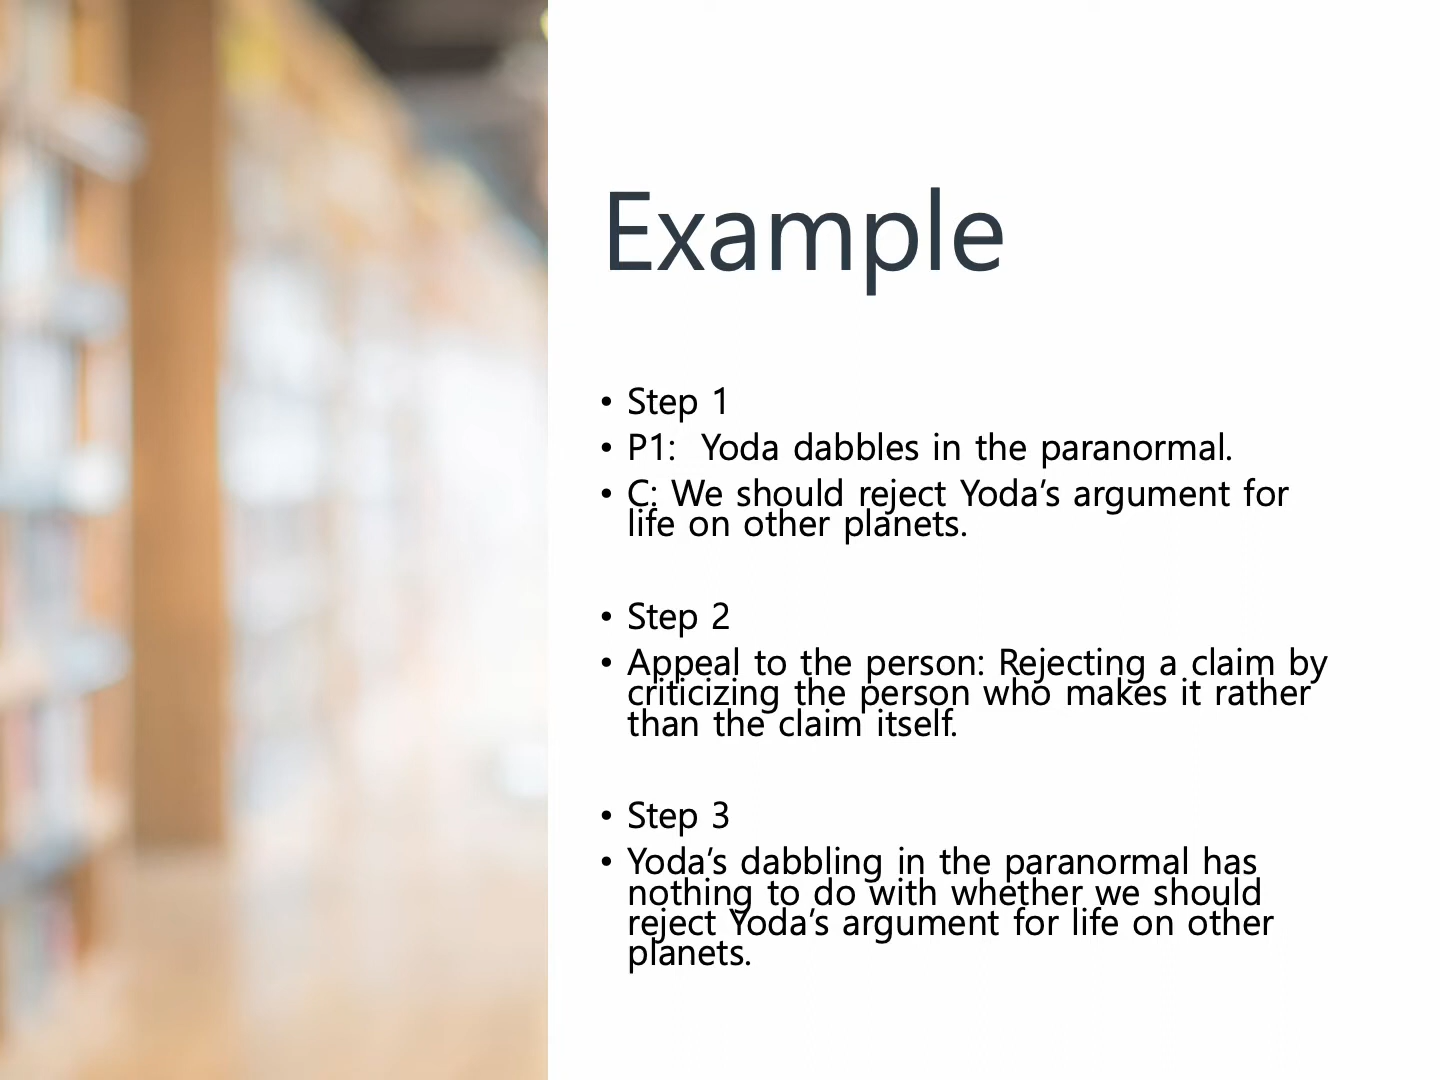 Example
• Step 1
• P1:  Yoda dabbles in the paranormal.
• C: We should reject Yoda’s argument for
life on other planets.
• Step 2
• Appeal to the person: Rejecting a claim by
criticizing the person who makes it rather
than the claim itself.
• Step 3
• Yoda’s dabbling in the paranormal has
nothing to do with whether we should
reject Yoda’s argument for life on other
planets.